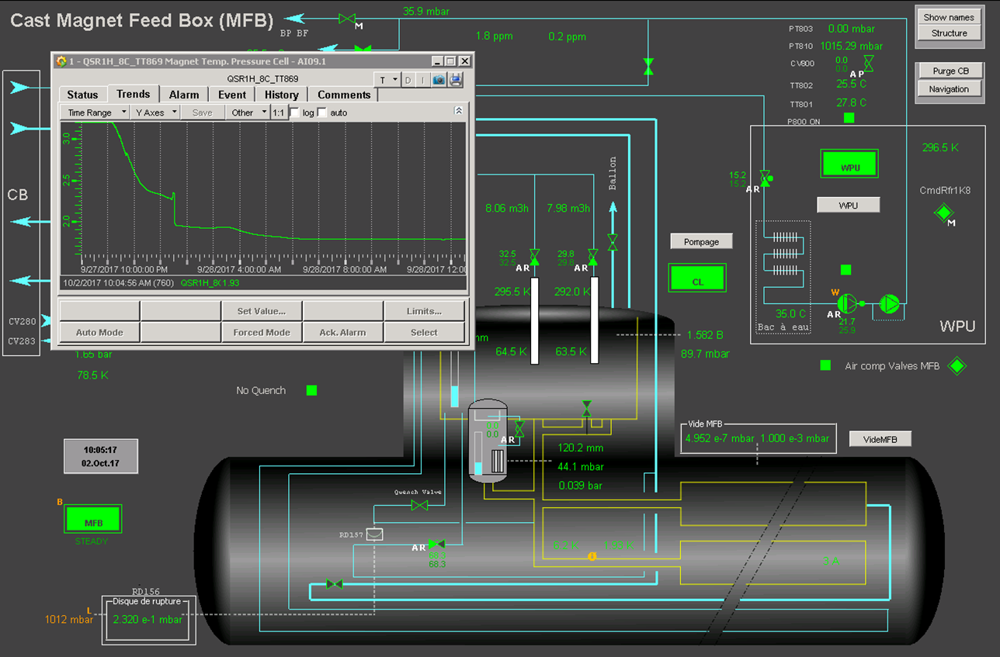 Cast Magnet Feed Box (MFB)
BP BF
M
35.9 mbar
1.8 ppm
0.2 ppm
PT803 0.00 mbar
PT810 1015.29 mbar
CV800 0.0
0.0
A P
TT802 25.5 C
TT801 27.8 C
P800 ON
Show names
Structure
Purge CB
Navigation
1 - QSR1H_8C_TT869 Magnet Temp. Pressure Cell - AI09.1
QSR1H_8C_TT869
T D I
Status Trends Alarm Event History Comments
Time Range Y Axes Save Other 1:1 log auto
3.0
2.5
2.0
9/27/2017 10:00:00 PM 9/28/2017 4:00:00 AM 9/28/2017 8:00:00 AM 9/28/2017 12:00
10/2/2017 10:04:56 AM (760) QSR1H_8( 1.93
Set Value... Limits...
Auto Mode Forced Mode Ack. Alarm Select
CB
CV280
CV283
1.65 bar
78.5 K
Ballon
8.06 m3h 7.98 m3h
32.5
32.5
AR
29.8
29.8
AR
295.5 K 292.0 K
64.5 K 63.5 K
Pompage
CL
1.582 B
89.7 mbar
15.2
15.2
AR
WPU
WPU
296.5 K
CmdRfr1K8
M
W
AR
21.7
25.9
35.0 C
Bac à eau
WPU
Air comp Valves MFB
No Quench
0.0
0.0
AR
120.2 mm
44.1 mbar
0.039 bar
Vide MFB
4.952 e-7 mbar 1.000 e-3 mbar
VideMFB
10:05:17
02.Oct.17
B
MFB
STEADY
Quench Valve
RD157
AR
68.3
1.93 K
3 A
RD156
Disque de rupture
L
1012 mbar
2.320 e-1 mbar